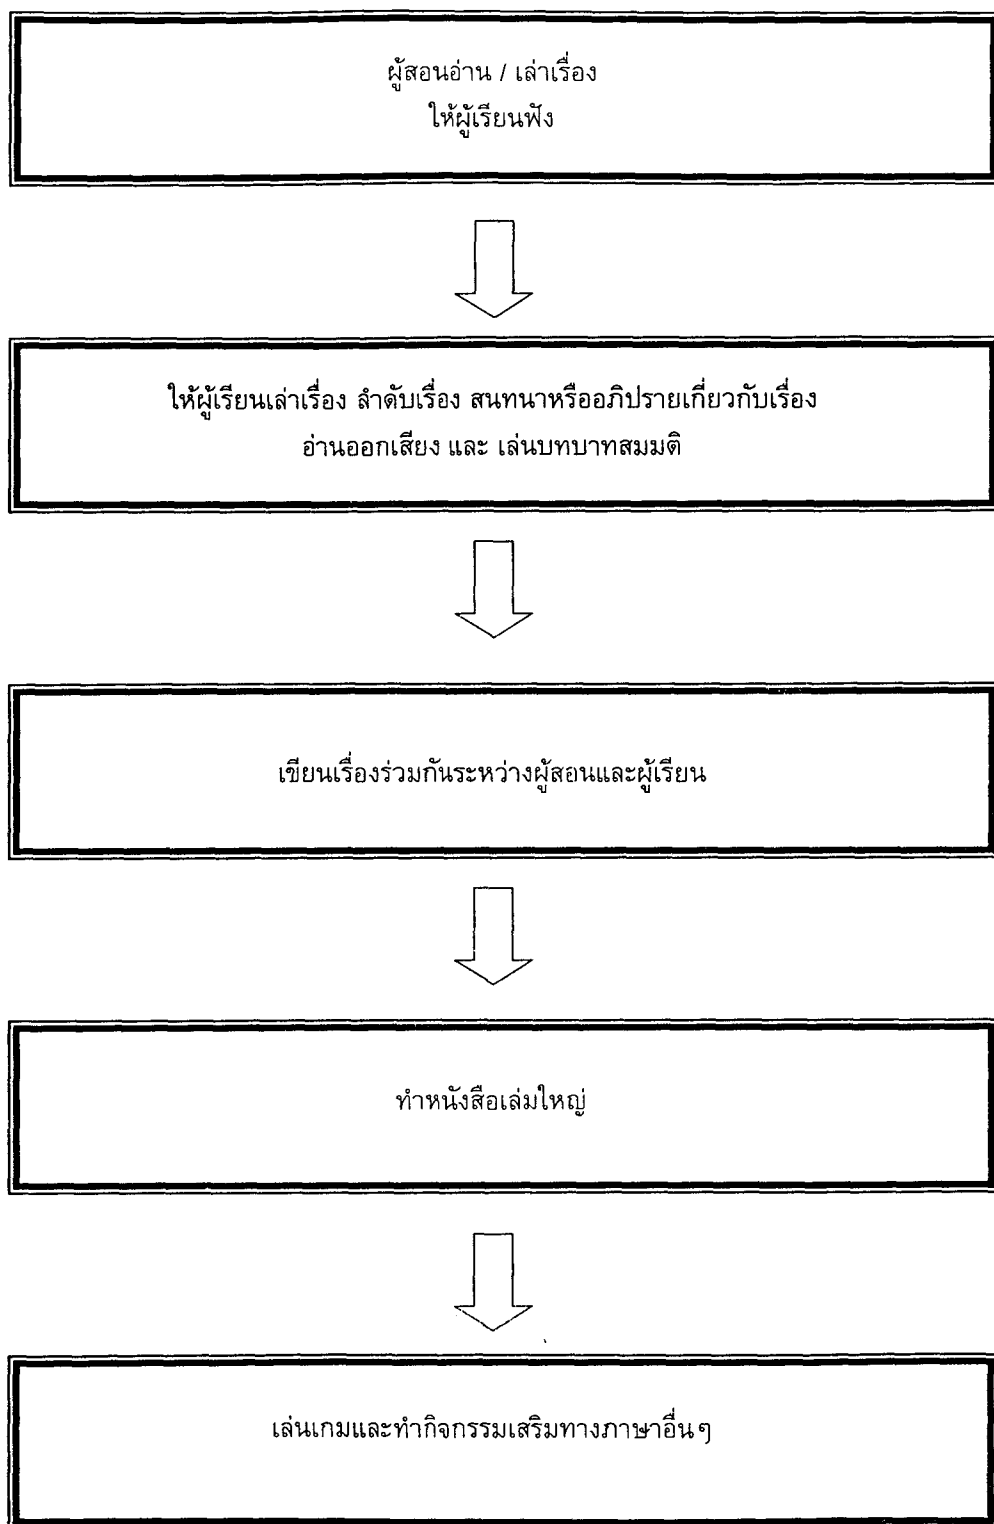 ผู้สอนอ่าน / เล่าเรื่อง
ให้ผู้เรียนฟัง
ให้ผู้เรียนเล่าเรื่อง ลำดับเรื่อง สนทนาหรืออภิปรายเกี่ยวกับเรื่อง
อ่านออกเสียง และ เล่นบทบาทสมมติ
เขียนเรื่องร่วมกันระหว่างผู้สอนและผู้เรียน
ทำหนังสือเล่มใหญ่
เล่นเกมและทำกิจกรรมเสริมทางภาษาอื่นๆ